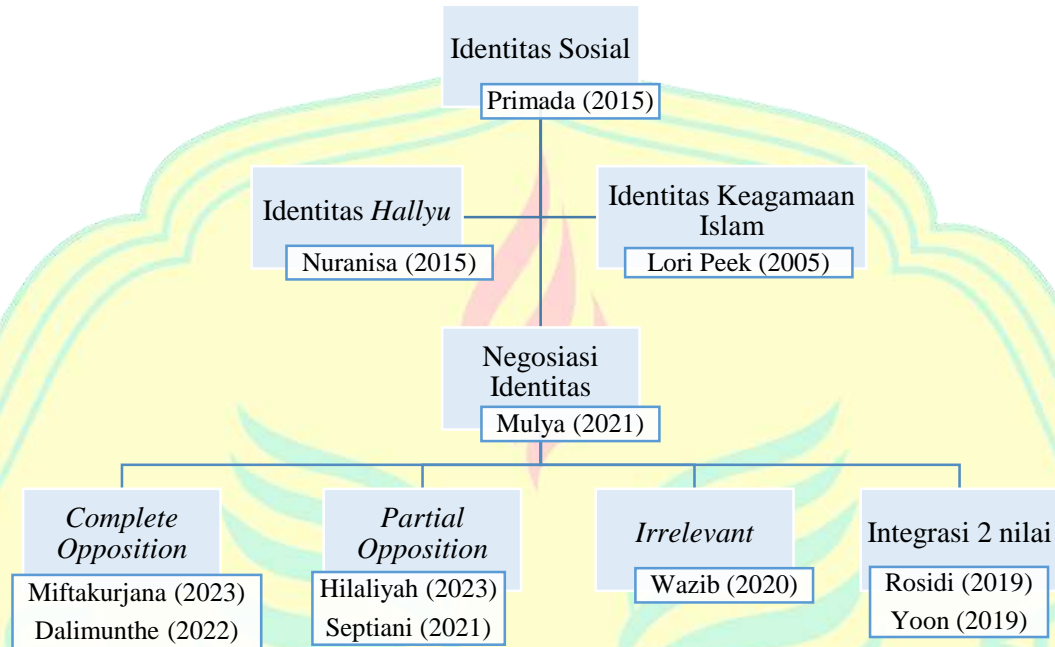 Identitas Sosial
Primada (2015)
Identitas Hallyu
Nuranisa (2015)
Identitas Keagamaan
Islam
Lori Peek (2005)
Negosiasi
Identitas
Mulya (2021)
Complete
Opposition
Miftakurjana (2023)
Dalimunthe (2022)
Partial
Opposition
Hilaliyah (2023)
Septiani (2021)
Irrelevant
Wazib (2020)
Integrasi 2 nilai
Rosidi (2019)
Yoon (2019)